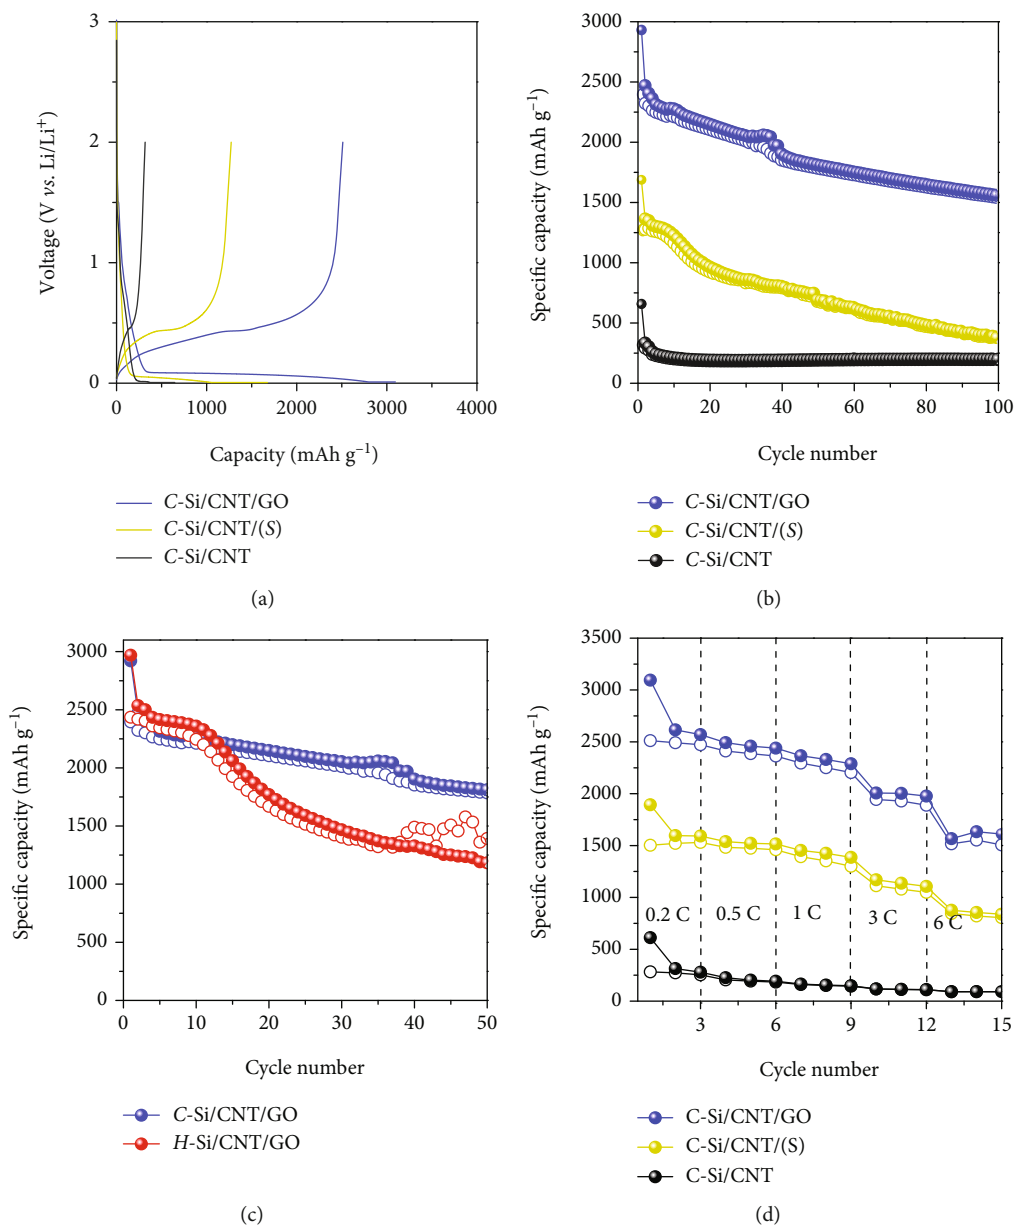 3
2
1
0
0
1000
2000
3000
4000
Voltage (V vs. Li/Li⁺)
Capacity (mAh g⁻¹)
C-Si/CNT/GO
C-Si/CNT/(S)
C-Si/CNT
(a)
3000
2500
2000
1500
1000
500
0
0
20
40
60
80
100
Specific capacity (mAh g⁻¹)
Cycle number
C-Si/CNT/GO
C-Si/CNT/(S)
C-Si/CNT
(b)
3000
2500
2000
1500
1000
500
0
0
10
20
30
40
50
Specific capacity (mAh g⁻¹)
Cycle number
C-Si/CNT/GO
H-Si/CNT/GO
(c)
3500
3000
2500
2000
1500
1000
500
0
0.2 C
0.5 C
1 C
3 C
6 C
3
6
9
12
15
Specific capacity (mAh g⁻¹)
Cycle number
C-Si/CNT/GO
C-Si/CNT/(S)
C-Si/CNT
(d)